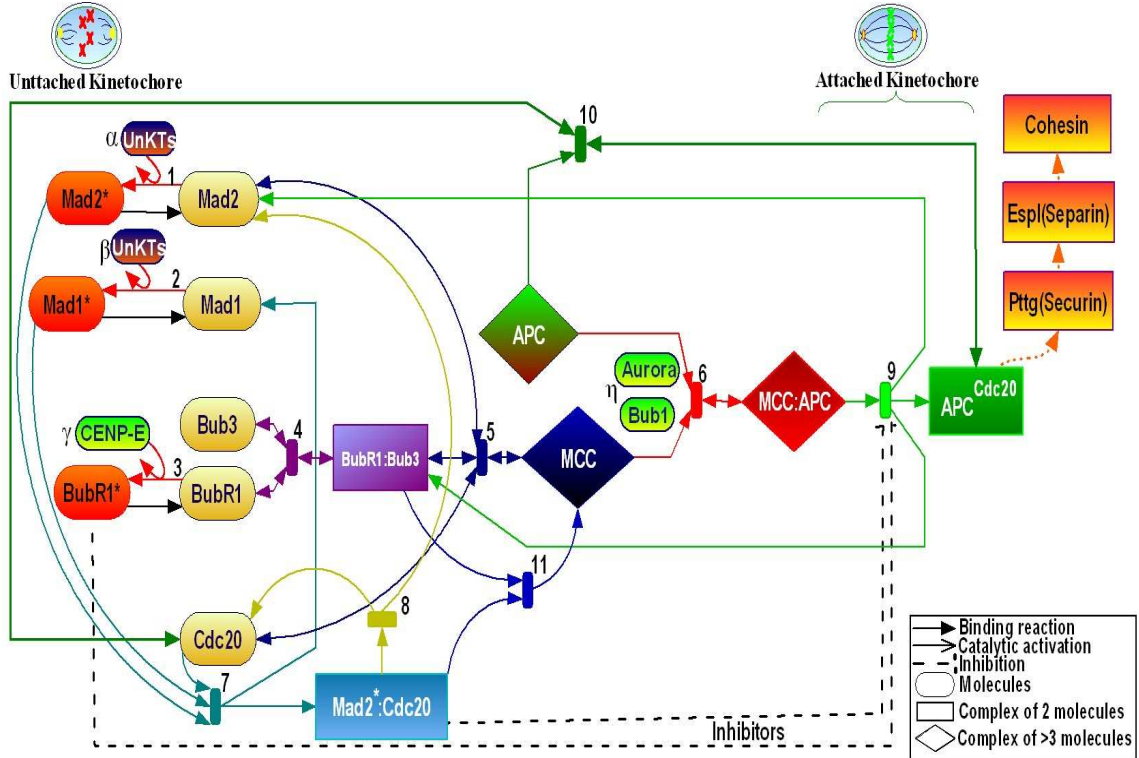 Unttached Kinetochore
Attached Kinetochore
10
α UnKTs
1
Mad2*
Mad2
β UnKTs
2
Mad1*
Mad1
Cohesin
Espl(Separin)
Pttg(Securin)
APC
Aurora
η
Bub1
6
MCC:APC
9
APC Cdc20
Bub3
4
γ CENP-E
3
BubR1*
BubR1
BubR1:Bub3
5
MCC
11
8
Cdc20
7
Mad2*:Cdc20
Inhibitors
Binding reaction
Catalytic activation
Inhibition
Molecules
Complex of 2 molecules
Complex of >3 molecules